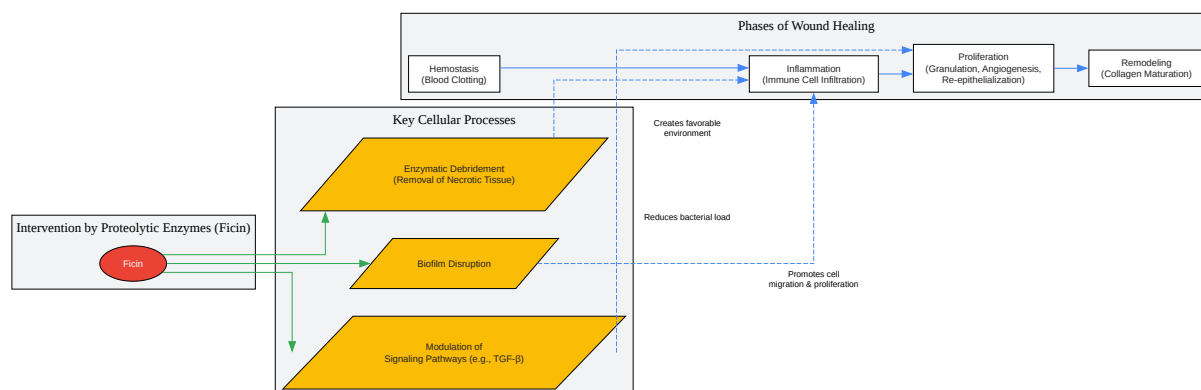 Phases of Wound Healing
Hemostasis
(Blood Clotting)
Inflammation
(Immune Cell Infiltration)
Proliferation
(Granulation, Angiogenesis,
Re-epithelialization)
Remodeling
(Collagen Maturation)
Key Cellular Processes
Creates favorable
environment
Enzymatic Debridement
(Removal of Necrotic Tissue)
Reduces bacterial load
Intervention by Proteolytic Enzymes (Ficin)
Ficin
Biofilm Disruption
Promotes cell
migration & proliferation
Modulation of
Signaling Pathways (e.g., TGF-β)